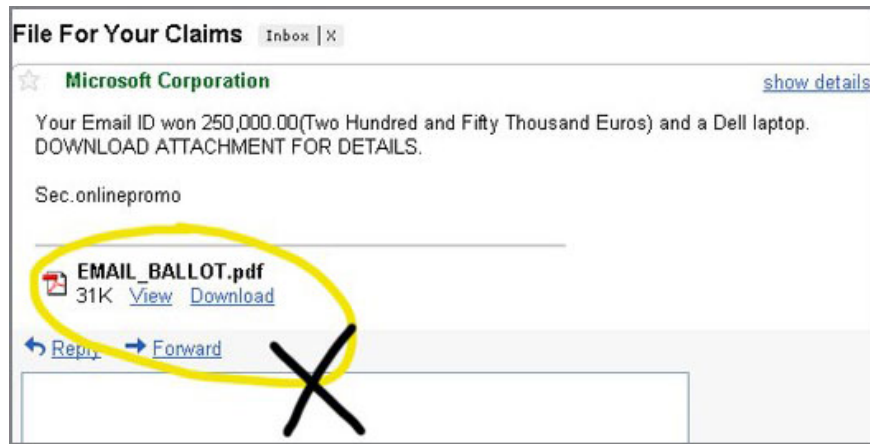 File For Your Claims Inbox | X
Microsoft Corporation show details
Your Email ID won 250,000.00(Two Hundred and Fifty Thousand Euros) and a Dell laptop.
DOWNLOAD ATTACHMENT FOR DETAILS.
Sec.onlinepromo
EMAIL_BALLOT.pdf
31K View Download
Reply Forward